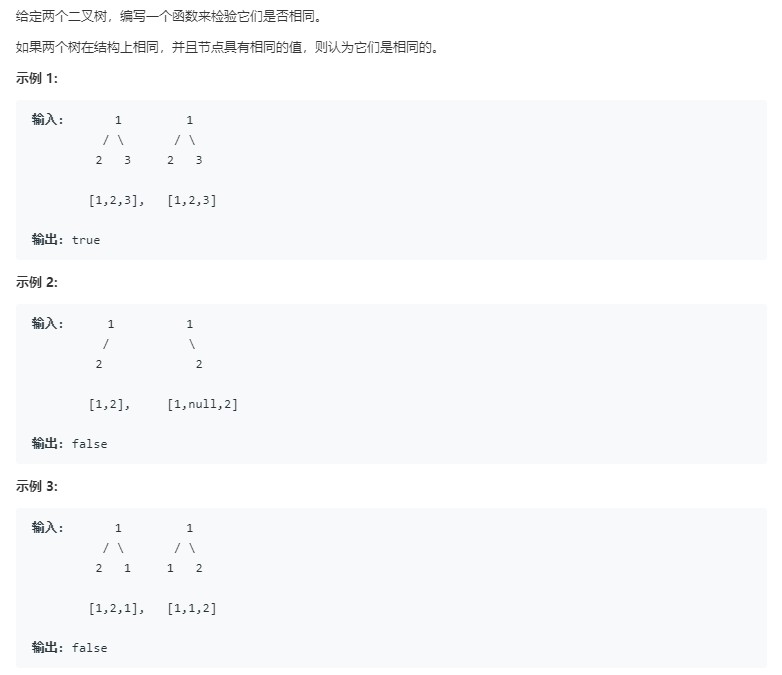 给定两个二叉树，编写一个函数来检验它们是否相同。
如果两个树在结构上相同，并且节点具有相同的值，则认为它们是相同的。
示例 1:
输入:       1         1
          / \       / \
         2   3     2   3
        [1,2,3],   [1,2,3]
输出: true
示例 2:
输入:      1          1
          /           \
         2             2
        [1,2],     [1,null,2]
输出: false
示例 3:
输入:       1         1
          / \       / \
         2   1     1   2
        [1,2,1],   [1,1,2]
输出: false